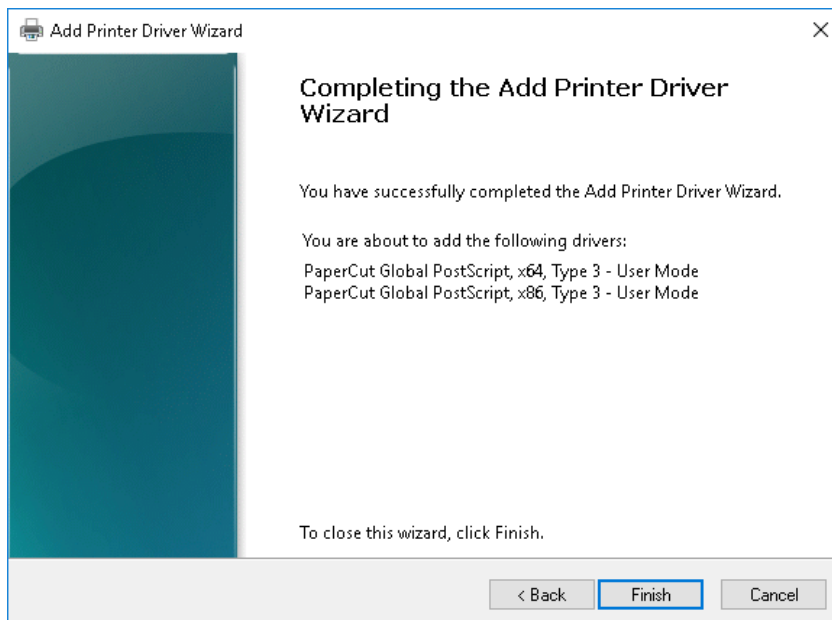 Add Printer Driver Wizard
Completing the Add Printer Driver
Wizard
You have successfully completed the Add Printer Driver Wizard.
You are about to add the following drivers:
PaperCut Global PostScript, x64, Type 3 - User Mode
PaperCut Global PostScript, x86, Type 3 - User Mode
To close this wizard, click Finish.
< Back Finish Cancel